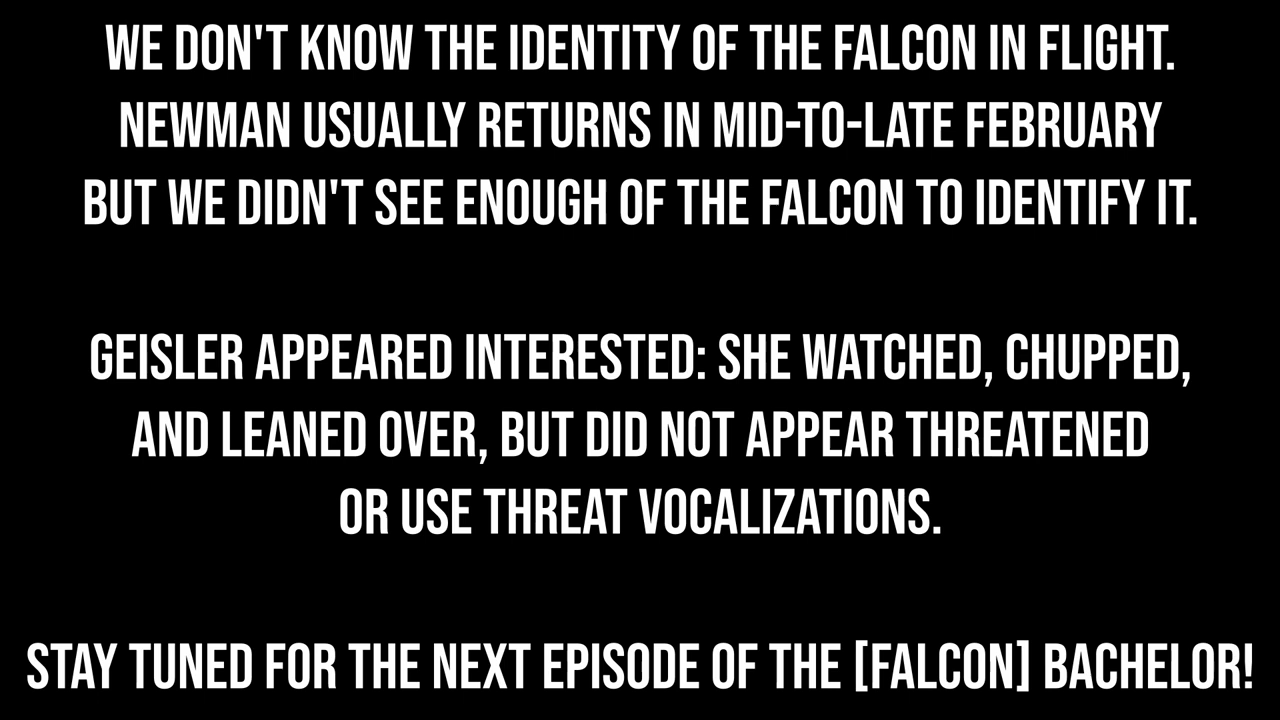 WE DON'T KNOW THE IDENTITY OF THE FALCON IN FLIGHT.
NEWMAN USUALLY RETURNS IN MID-TO-LATE FEBRUARY
BUT WE DIDN'T SEE ENOUGH OF THE FALCON TO IDENTIFY IT.
GEISLER APPEARED INTERESTED: SHE WATCHED, CHUPPED,
AND LEANED OVER, BUT DID NOT APPEAR THREATENED
OR USE THREAT VOCALIZATIONS.
STAY TUNED FOR THE NEXT EPISODE OF THE [FALCON] BACHELOR!